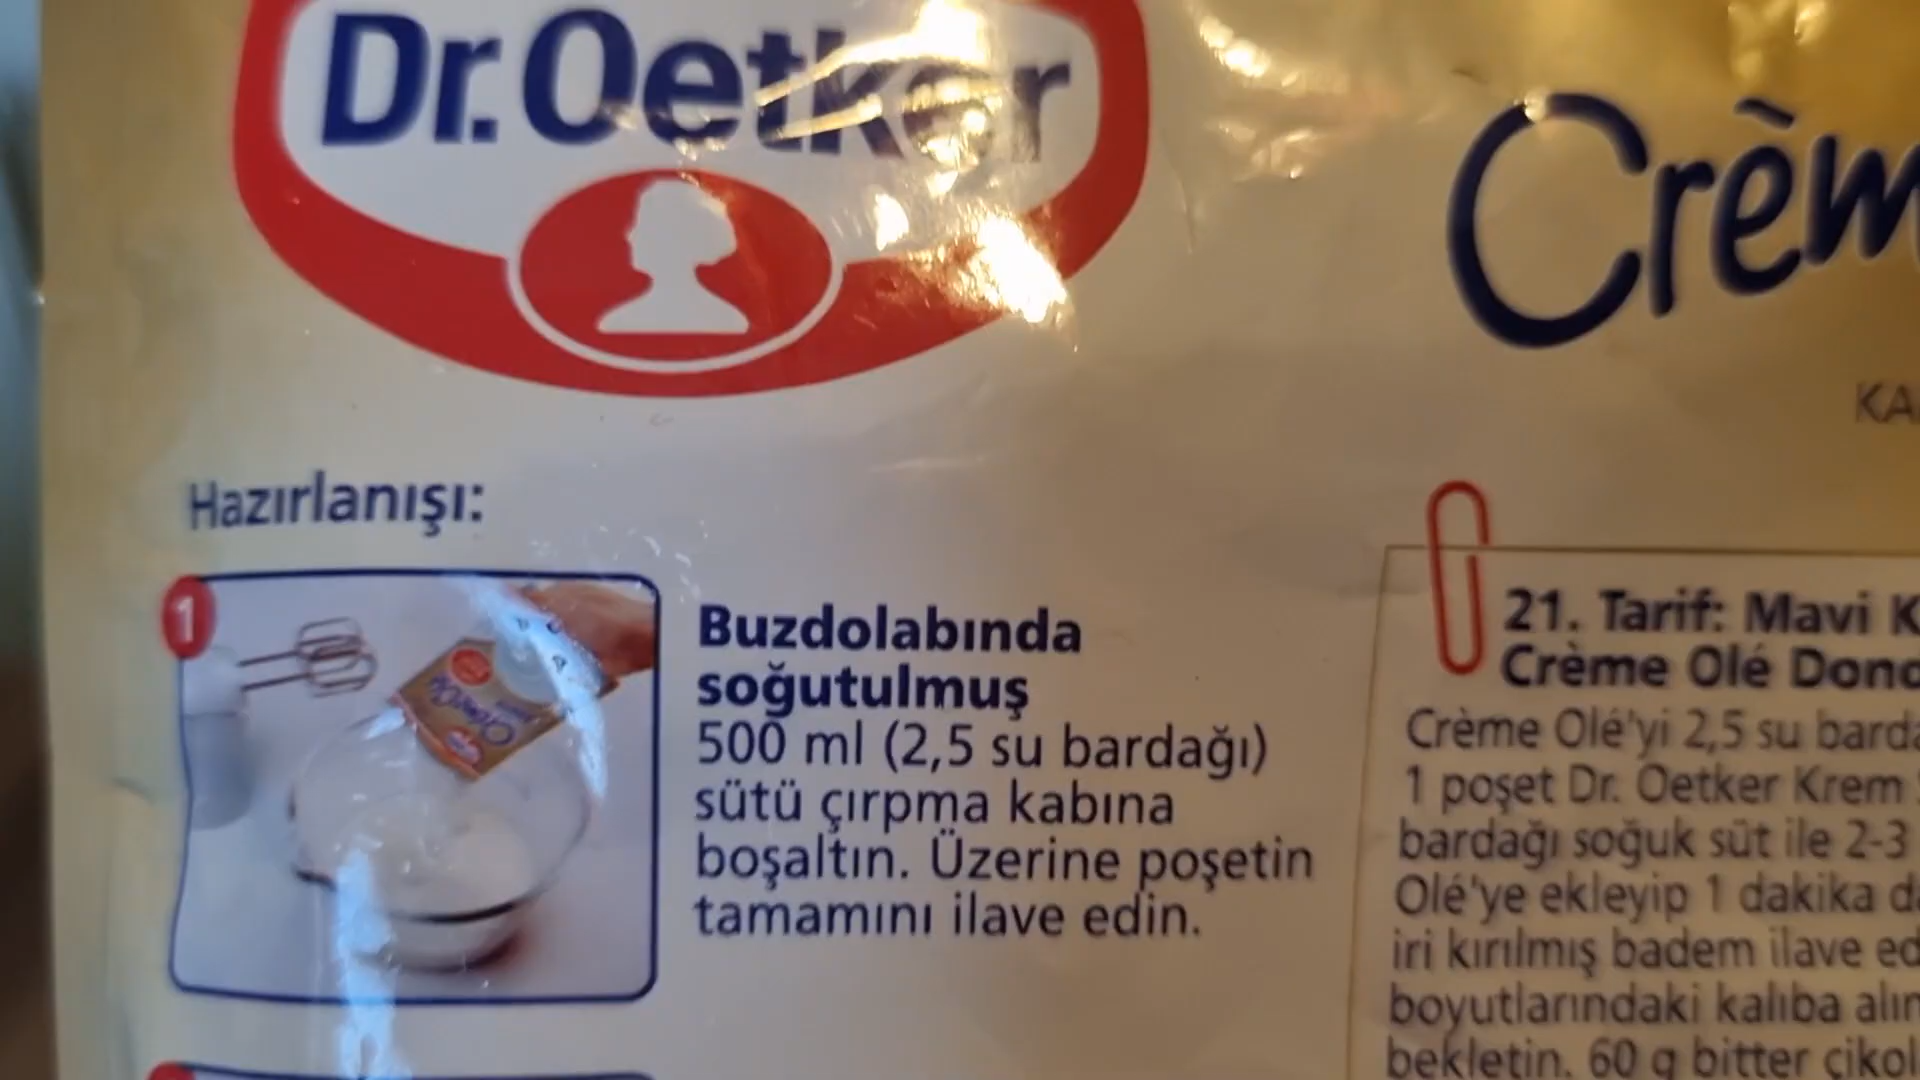 Dr. Oetker
Crèm
KA
Hazırlanışı:
1
Buzdolabında
soğutulmuş
500 ml (2,5 su bardağı)
sütü çırpma kabına
boşaltın. Üzerine poşetin
tamamını ilave edin.
21. Tarif: Mavi K
Crème Olé Dond
Crème Olé'yi 2,5 su barda
1 poşet Dr. Oetker Krem
bardağı soğuk süt ile 2-3
Olé'ye ekleyip 1 dakika da
iri kırılmış badem ilave ed
boyutlarındaki kalıba alın
bekletin. 60 g bitter çikol